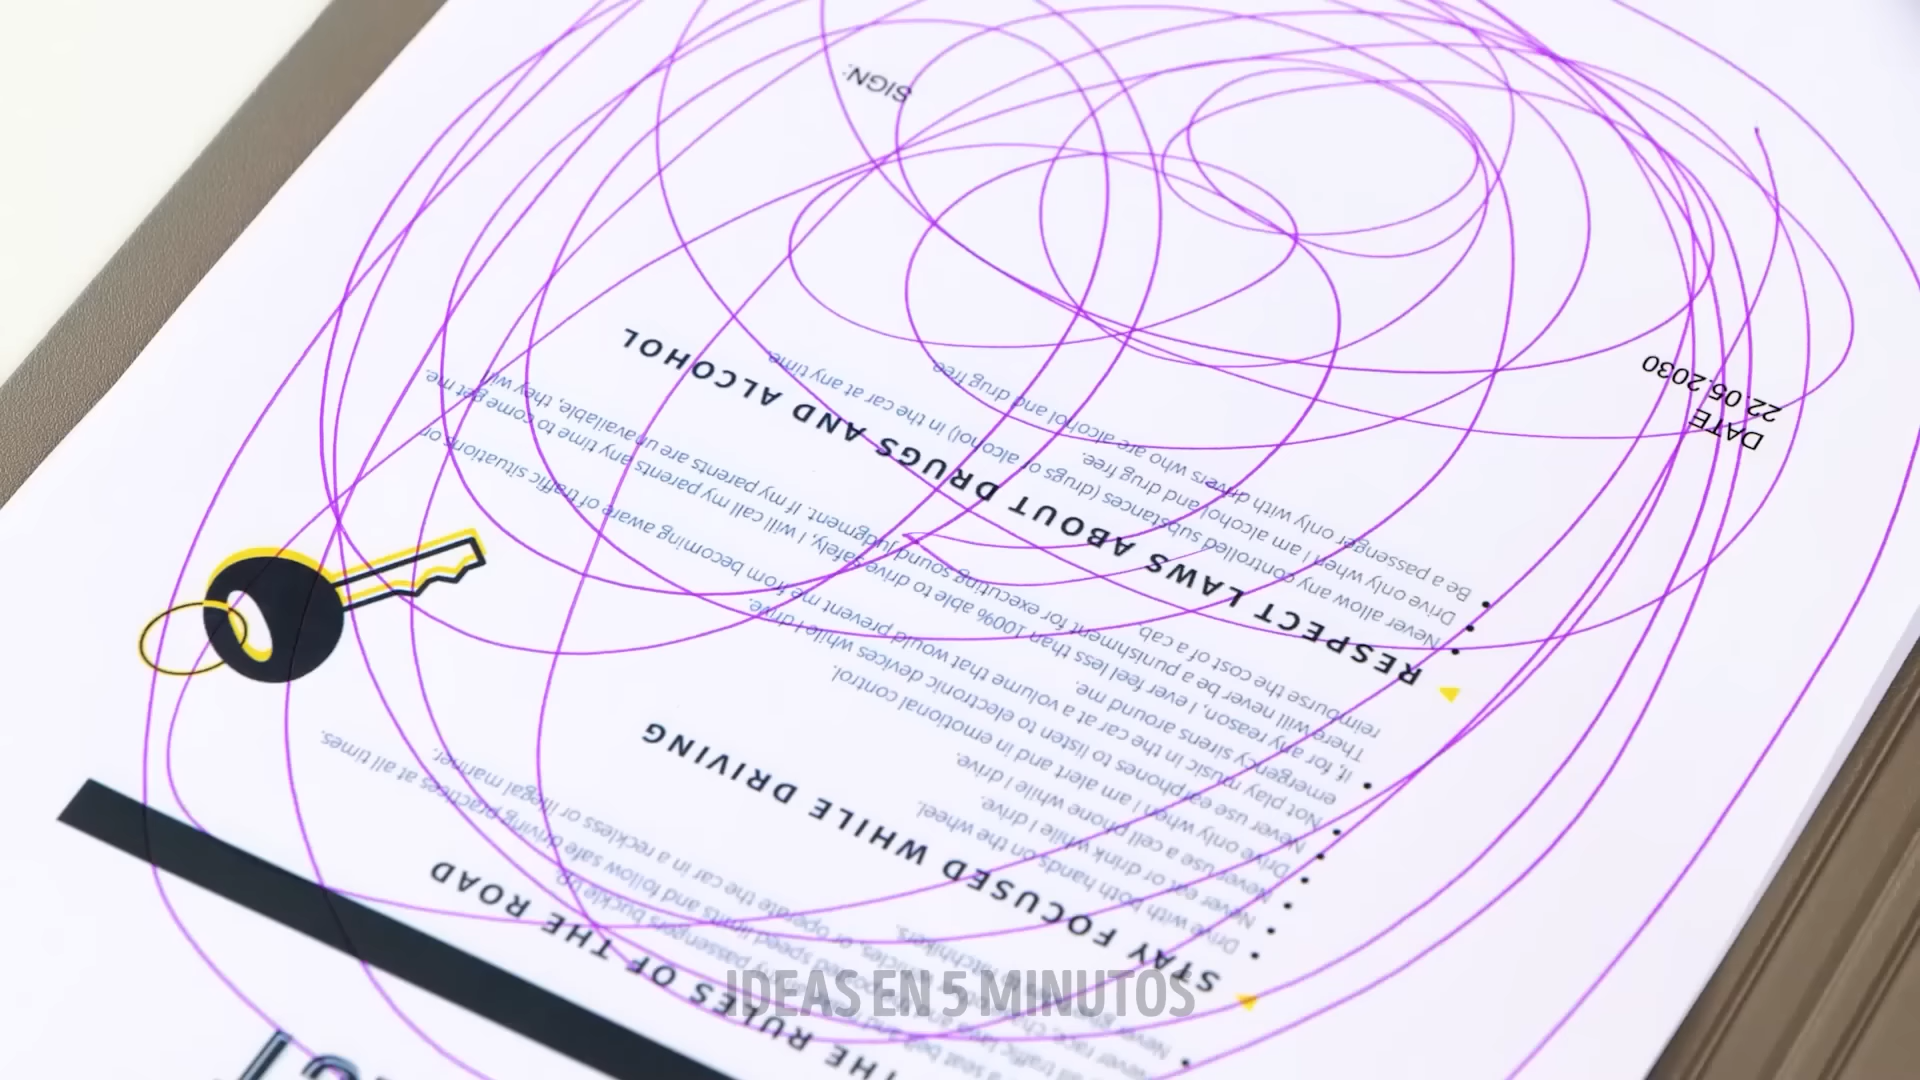 THE RULES OF THE ROAD
a seat belt and make sure any passengers buckle up.
all traffic laws and speed limits and follow safe driving practices at all times.
Never race, chase other vehicles, or operate the car in a reckless or illegal manner.
Never give rides to hitchhikers.
STAY FOCUSED WHILE DRIVING
• Drive with both hands on the wheel.
• Never eat or drink while I drive.
• Never use a cell phone while I drive.
• Drive only when I am alert and in emotional control.
• Never use earphones to listen to electronic devices while I drive.
• Not play music in the car at a volume that would prevent me from becoming aware of traffic situations or
emergency sirens around me.
• If, for any reason, I ever feel less than 100% able to drive safely, I will call my parents any time to come get me.
There will never be a punishment for executing sound judgment. If my parents are unavailable, they will
reimburse the cost of a cab.
RESPECT LAWS ABOUT DRUGS AND ALCOHOL
• Never allow any controlled substances (drugs or alcohol) in the car at any time
• Drive only when I am alcohol and drug free.
• Be a passenger only with drivers who are alcohol and drug free
DATE
22.05.2030
SIGN:
IDEAS EN 5 MINUTOS